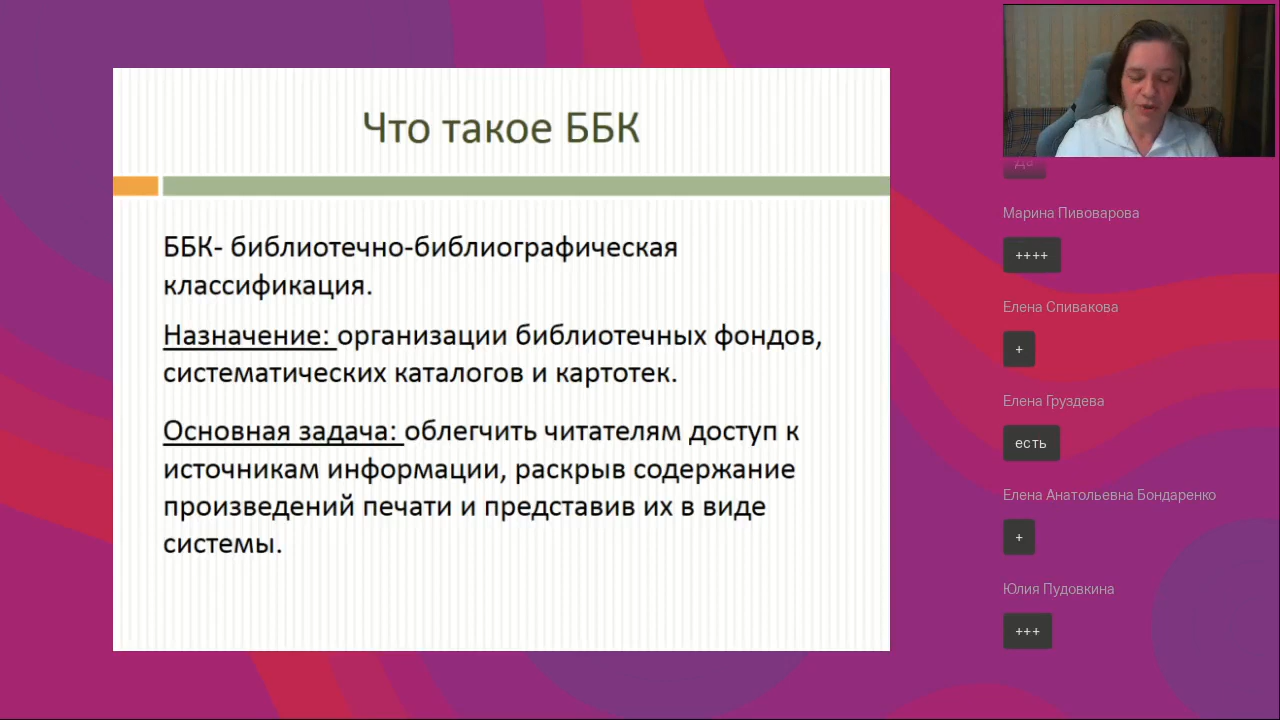 Что такое ББК
ББК- библиотечно-библиографическая
классификация.
Назначение: организации библиотечных фондов,
систематических каталогов и картотек.
Основная задача: облегчить читателям доступ к
источникам информации, раскрыв содержание
произведений печати и представив их в виде
системы.
Да
Марина Пивоварова
++++
Елена Спивакова
+
Елена Груздева
есть
Елена Анатольевна Бондаренко
+
Юлия Пудовкина
+++